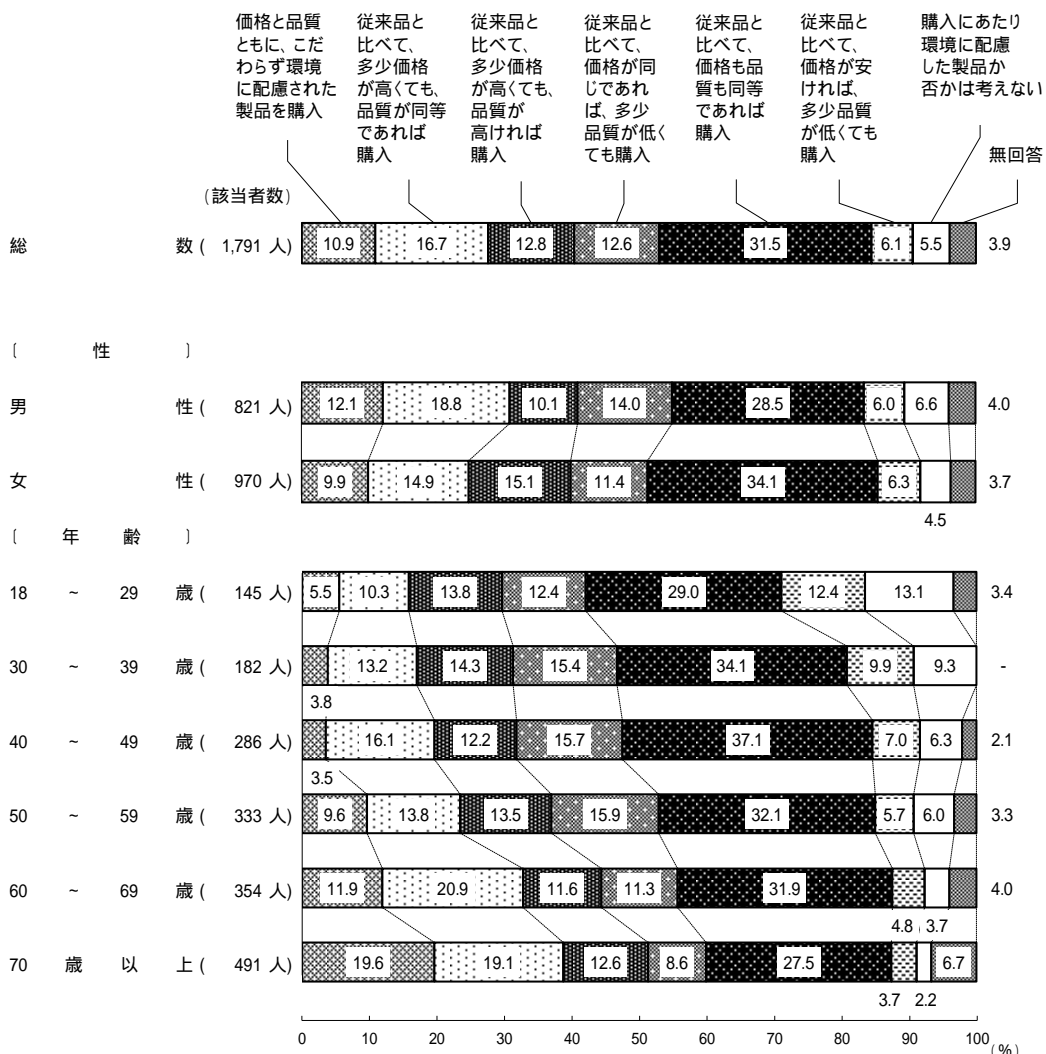 価格と品質
ともに、こだ
わらず環境
に配慮された
製品を購入
従来品と
比べて、
多少価格
が高くても、
品質が同等
であれば
購入
従来品と
比べて、
多少価格
が高くても、
品質が
高ければ
購入
従来品と
比べて、
価格が同
じであれ
ば、多少
品質が低く
ても購入
従来品と
比べて、
価格も品
質も同等
であれば
購入
従来品と
比べて、
価格が安
ければ、
多少品質
が低くても
購入
購入にあたり
環境に配慮
した製品か
否かは考えない
無回答
(該当者数)
総 数 ( 1,791 人) 10.9 16.7 12.8 12.6 31.5 6.1 5.5 3.9
〔 性 〕
男 性 ( 821 人) 12.1 18.8 10.1 14.0 28.5 6.0 6.6 4.0
女 性 ( 970 人) 9.9 14.9 15.1 11.4 34.1 6.3 3.7
4.5
〔 年 齢 〕
18 ~ 29 歳 ( 145 人) 5.5 10.3 13.8 12.4 29.0 12.4 13.1 3.4
30 ~ 39 歳 ( 182 人) 13.2 14.3 15.4 34.1 9.9 9.3 -
3.8
40 ~ 49 歳 ( 286 人) 16.1 12.2 15.7 37.1 7.0 6.3 2.1
3.5
50 ~ 59 歳 ( 333 人) 9.6 13.8 13.5 15.9 32.1 5.7 6.0 3.3
60 ~ 69 歳 ( 354 人) 11.9 20.9 11.6 11.3 31.9 4.0
4.8 3.7
70 歳 以 上 ( 491 人) 19.6 19.1 12.6 8.6 27.5 6.7
3.7 2.2
0 10 20 30 40 50 60 70 80 90 100
(%)